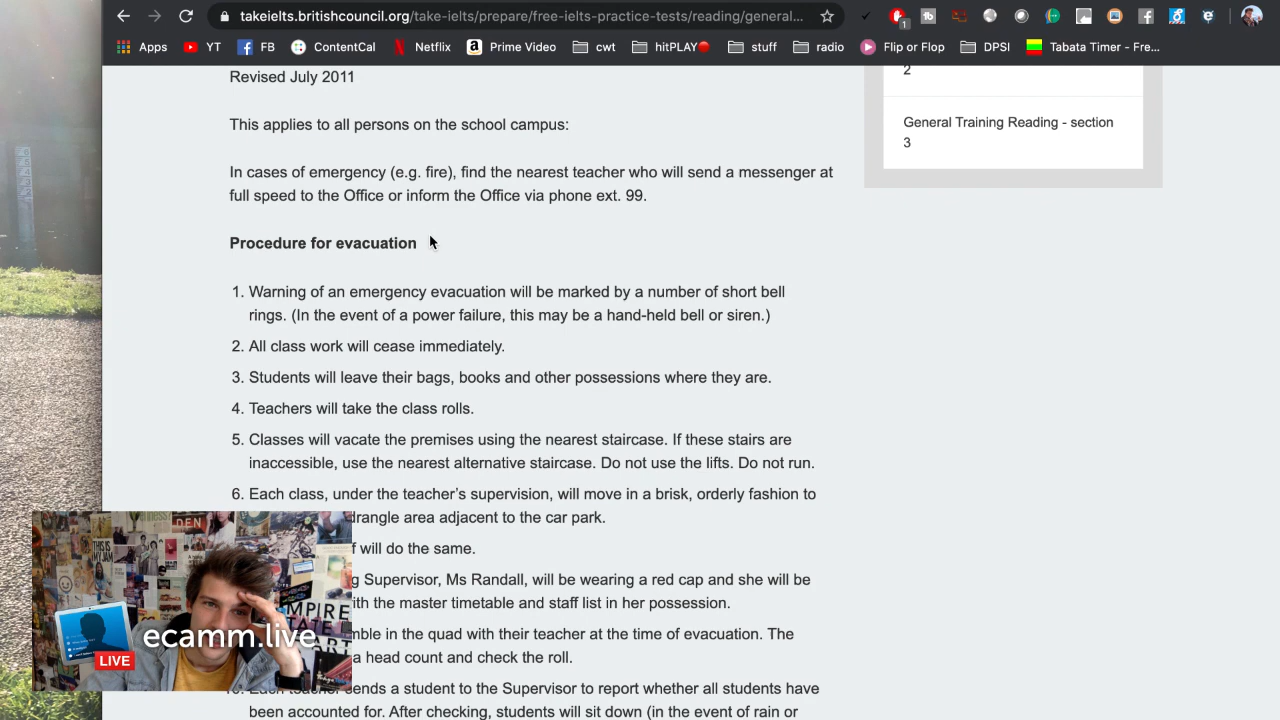 takeielts.britishcouncil.org/take-ielts/prepare/free-ielts-practice-tests/reading/general...
1
Apps YT FB ContentCal Netflix Prime Video cwt hitPLAY stuff radio Flip or Flop DPSI Tabata Timer - Fre...
Revised July 2011
2
This applies to all persons on the school campus:
General Training Reading - section
3
In cases of emergency (e.g. fire), find the nearest teacher who will send a messenger at
full speed to the Office or inform the Office via phone ext. 99.
Procedure for evacuation
1. Warning of an emergency evacuation will be marked by a number of short bell
rings. (In the event of a power failure, this may be a hand-held bell or siren.)
2. All class work will cease immediately.
3. Students will leave their bags, books and other possessions where they are.
4. Teachers will take the class rolls.
5. Classes will vacate the premises using the nearest staircase. If these stairs are
inaccessible, use the nearest alternative staircase. Do not use the lifts. Do not run.
6. Each class, under the teacher's supervision, will move in a brisk, orderly fashion to
drangle area adjacent to the car park.
f will do the same.
g Supervisor, Ms Randall, will be wearing a red cap and she will be
ith the master timetable and staff list in her possession.
mble in the quad with their teacher at the time of evacuation. The
a head count and check the roll.
Each teacher sends a student to the Supervisor to report whether all students have
been accounted for. After checking, students will sit down (in the event of rain or
DEN
THIS IS
MY JAM
EMPIRE
STATE
ecamm.live
LIVE